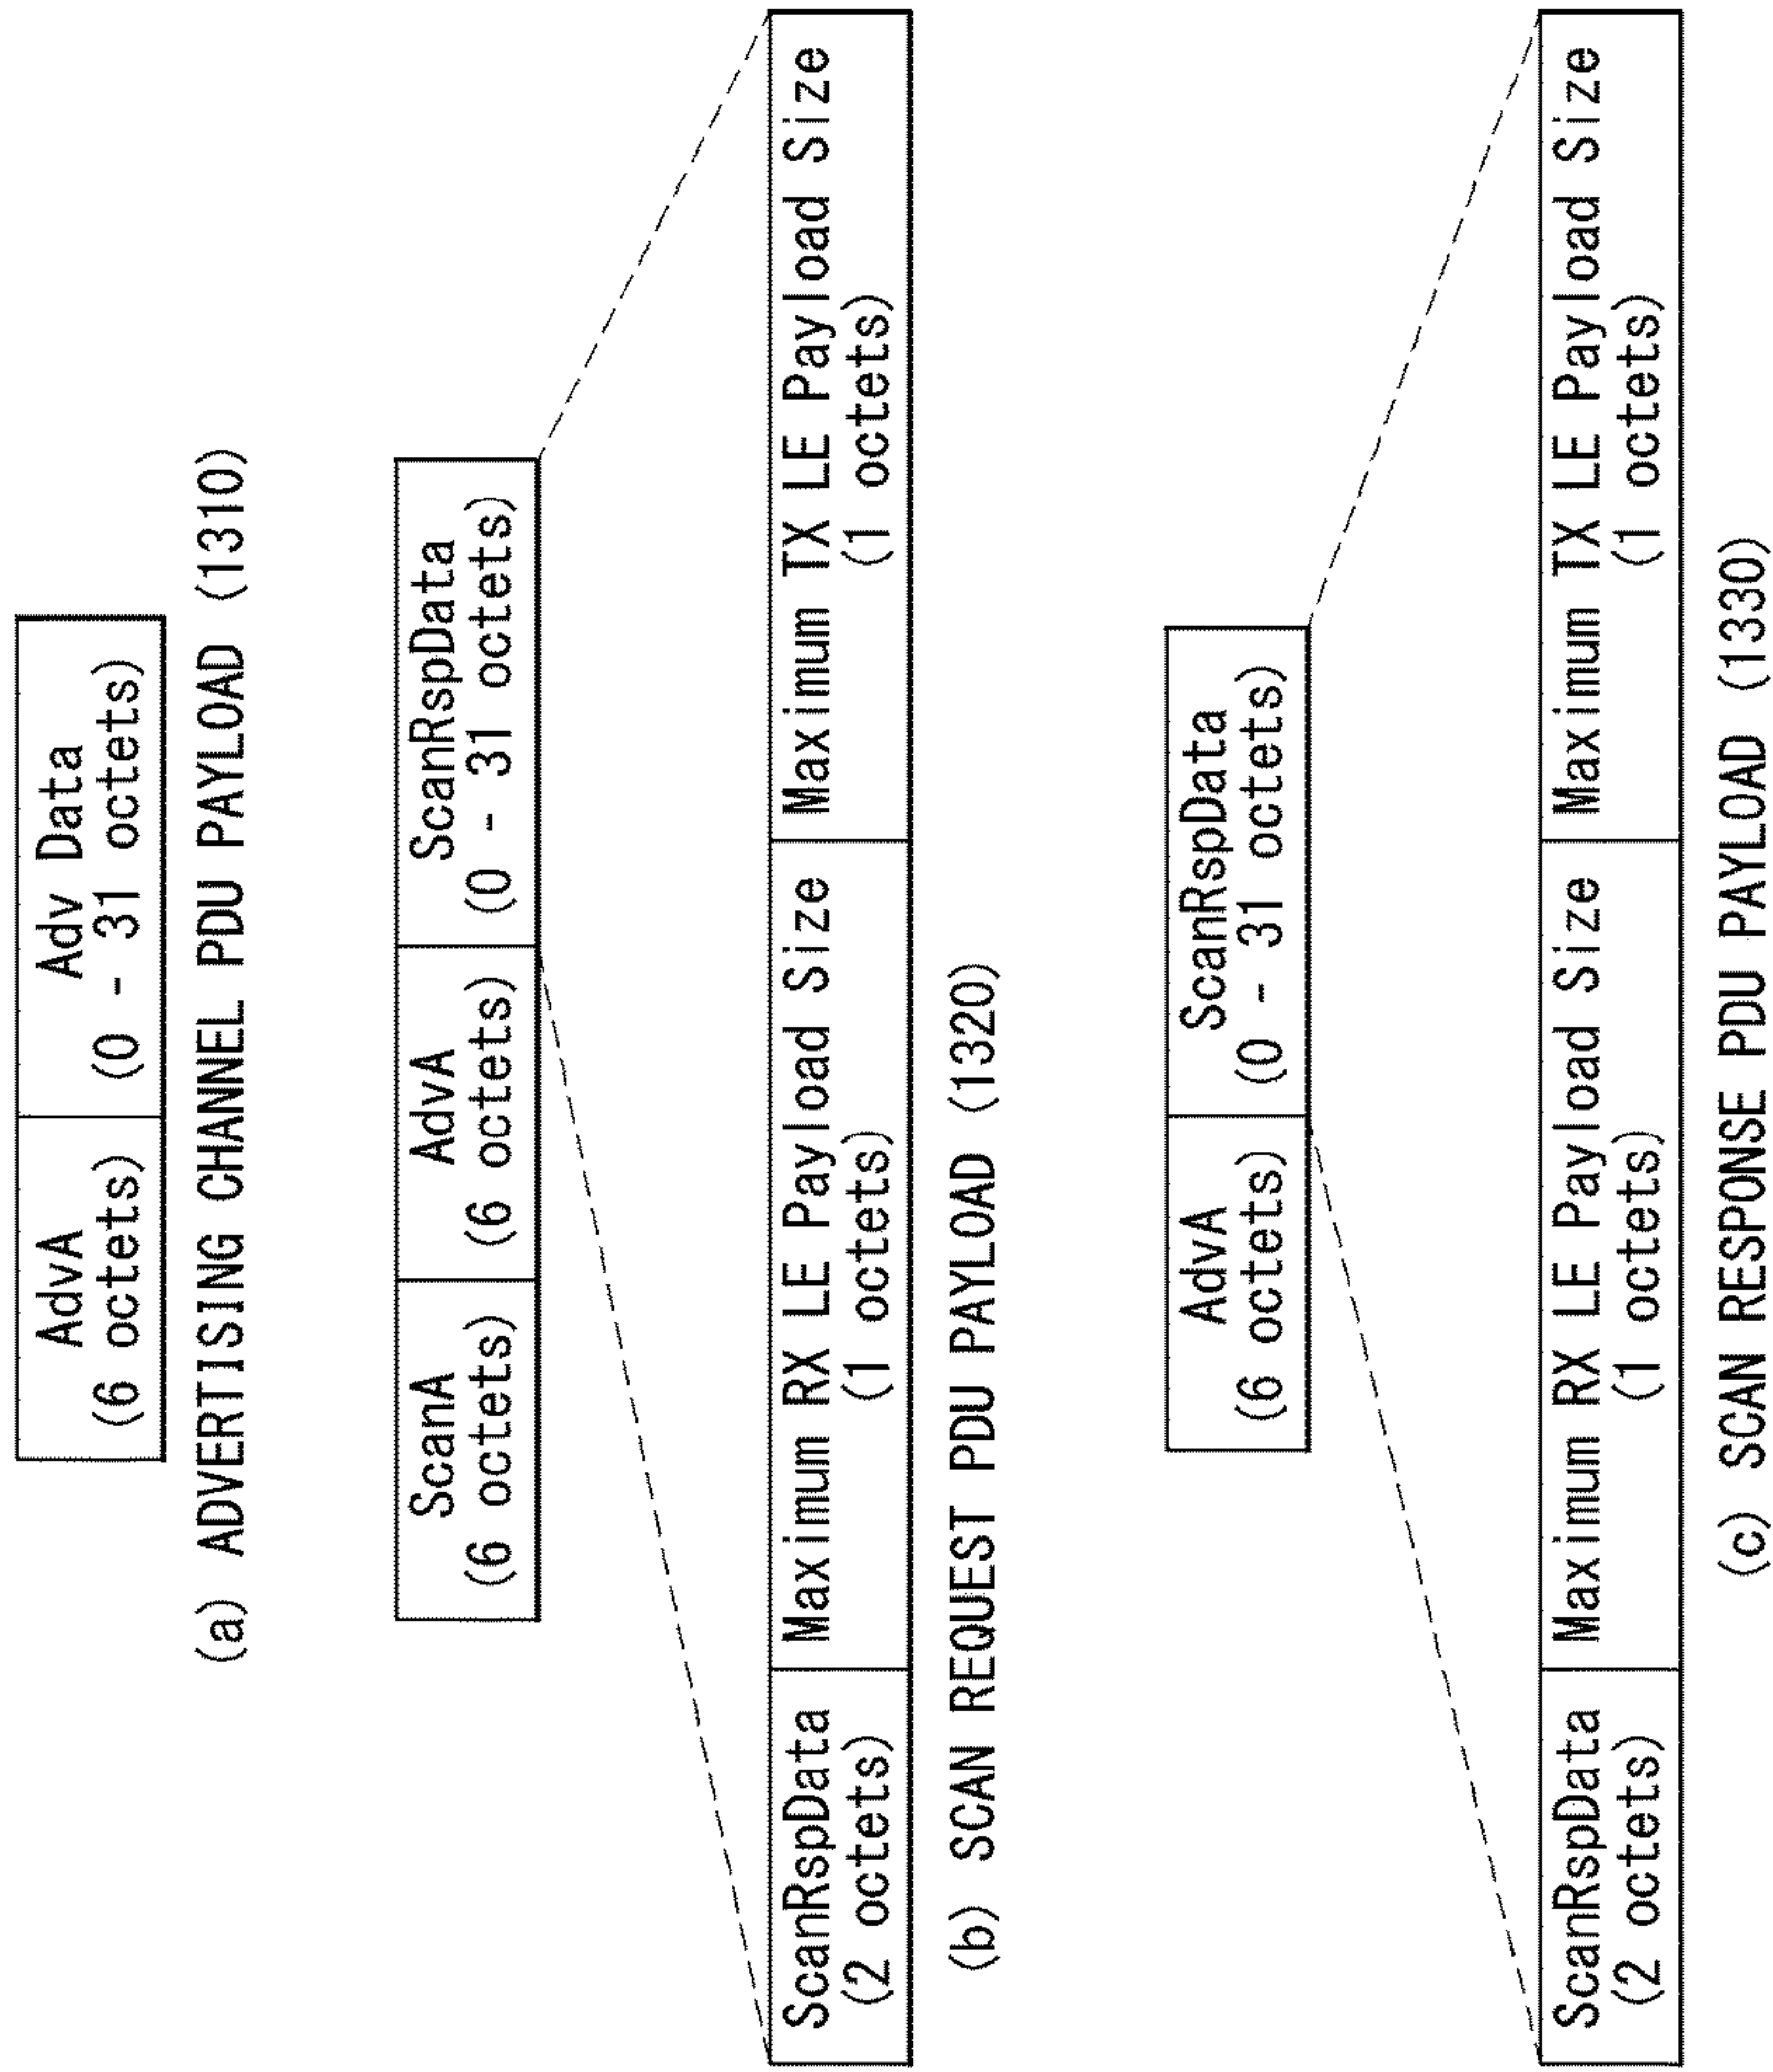 AdvA
(6 octets)
Adv Data
(0 - 31 octets)
(a) ADVERTISING CHANNEL PDU PAYLOAD (1310)
ScanA
(6 octets)
AdvA
(6 octets)
ScanRspData
(0 - 31 octets)
ScanRspData
(2 octets)
Maximum RX LE Payload Size
(1 octets)
Maximum TX LE Payload Size
(1 octets)
(b) SCAN REQUEST PDU PAYLOAD (1320)
AdvA
(6 octets)
ScanRspData
(0 - 31 octets)
ScanRspData
(2 octets)
Maximum RX LE Payload Size
(1 octets)
Maximum TX LE Payload Size
(1 octets)
(c) SCAN RESPONSE PDU PAYLOAD (1330)